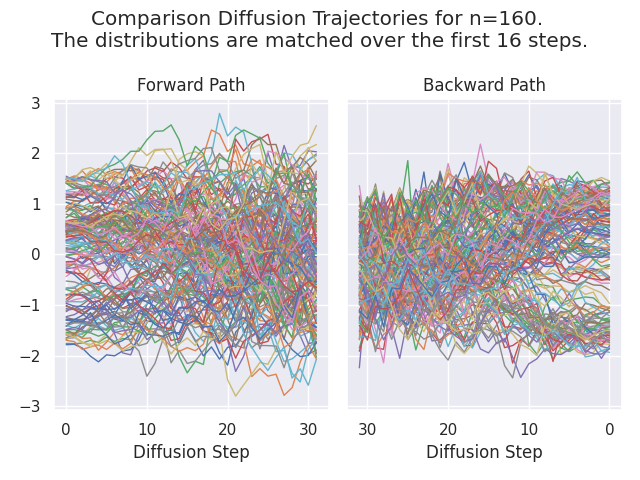 Comparison Diffusion Trajectories for n=160.
The distributions are matched over the first 16 steps.
Forward Path
Backward Path
3
2
1
0
−1
−2
−3
0 10 20 30
30 20 10 0
Diffusion Step
Diffusion Step